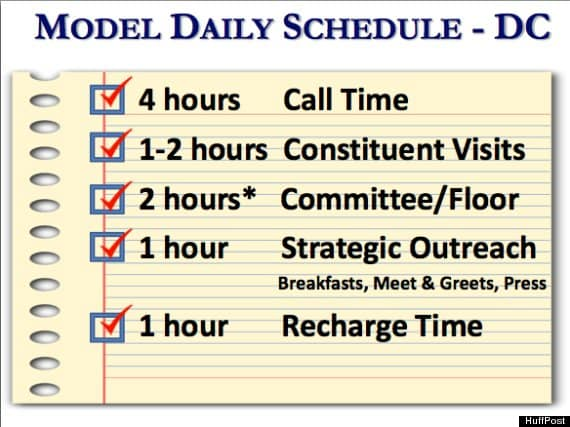 MODEL DAILY SCHEDULE - DC
4 hours Call Time
1-2 hours Constituent Visits
2 hours* Committee/Floor
1 hour Strategic Outreach
Breakfasts, Meet & Greets, Press
1 hour Recharge Time
HuffPost